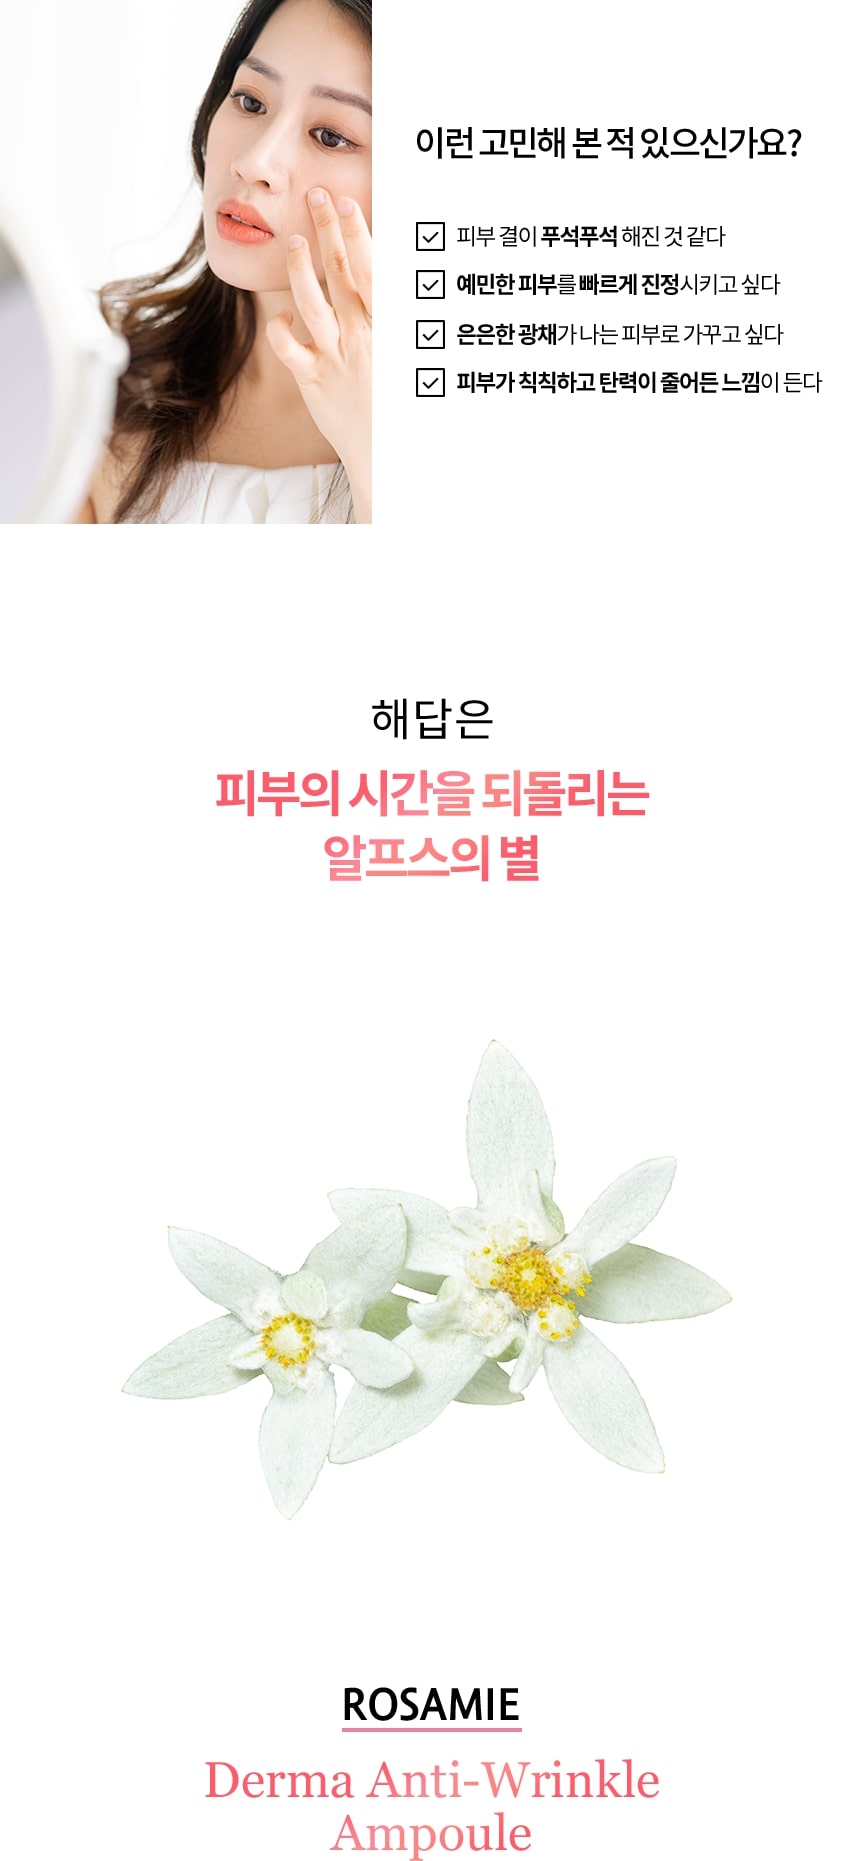 이런 고민해 본 적 있으신가요?
피부 결이 푸석푸석 해진 것 같다
예민한 피부를 빠르게 진정시키고 싶다
은은한 광채가 나는 피부로 가꾸고 싶다
피부가 칙칙하고 탄력이 줄어든 느낌이 든다
해답은
피부의 시간을 되돌리는
알프스의 별
ROSAMIE
Derma Anti-Wrinkle
Ampoule